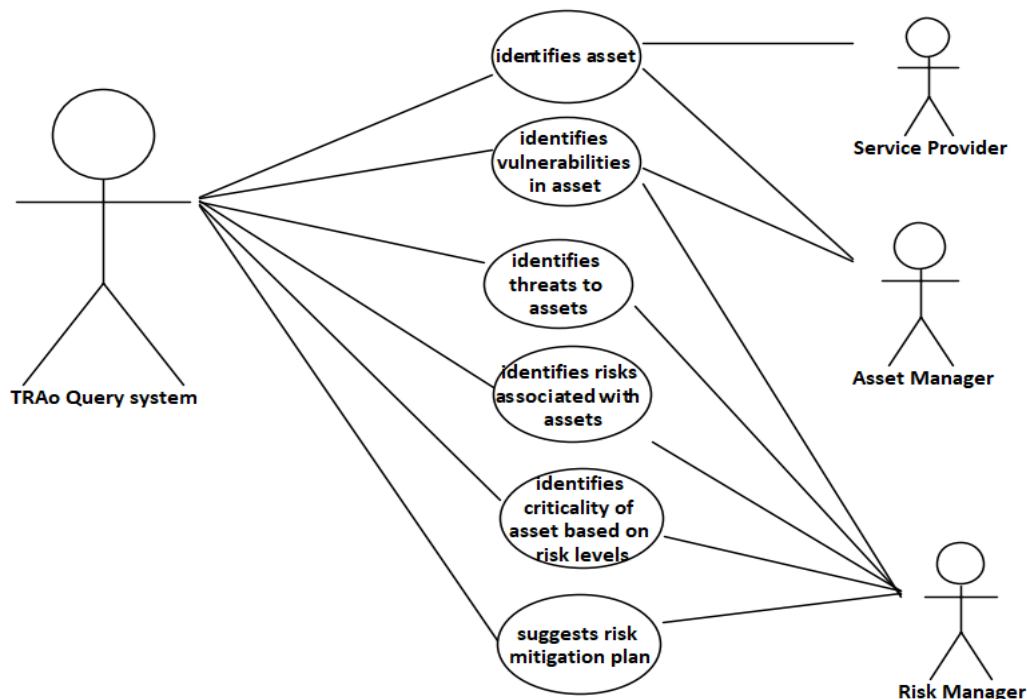 identifies asset
Service Provider
identifies
vulnerabilities
in asset
identifies
threats to
assets
Asset Manager
TRAo Query system
identifies risks
associated with
assets
identifies
criticality of
asset based on
risk levels
suggests risk
mitigation plan
Risk Manager